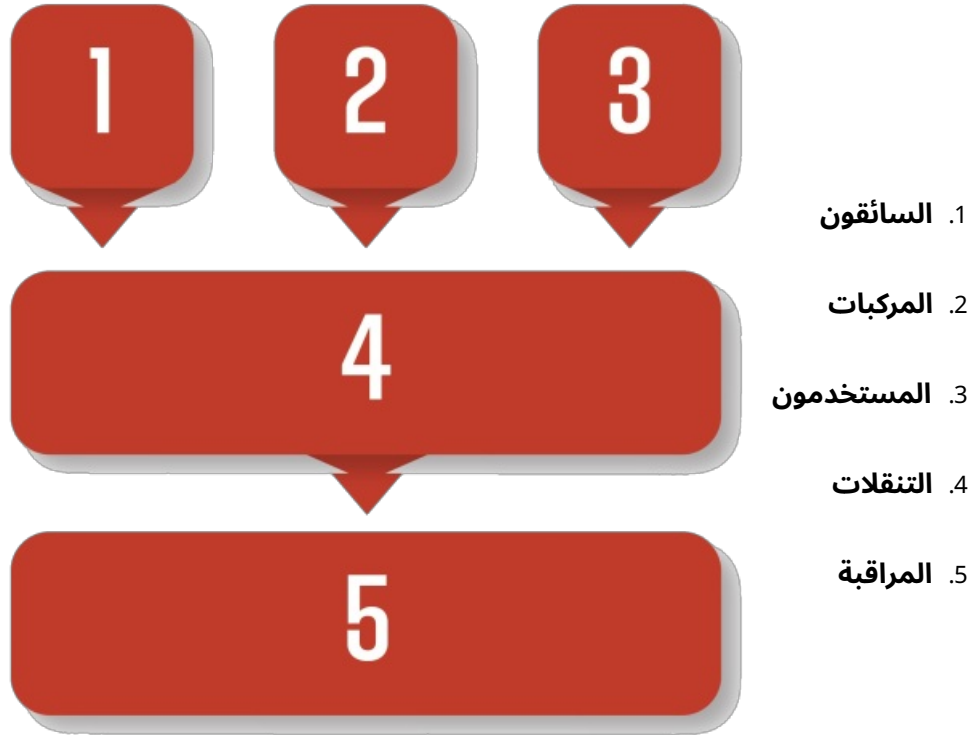 1
2
3
4
5
1. السائقون
2. المركبات
3. المستخدمون
4. التنقلات
5. المراقبة